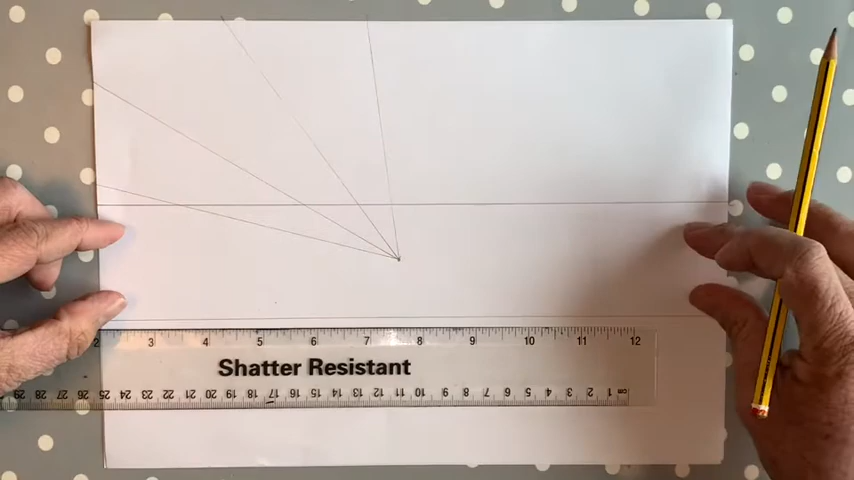 2 3 4 5 6 7 8 9 10 11 12
Shatter Resistant
29 28 27 26 25 24 23 22 21 20 19 18 17 16 15 14 13 12 11 10 9 8 7 6 5 4 3 2 1 cm